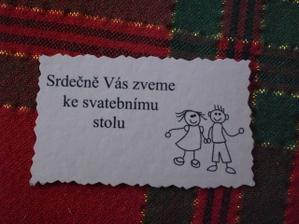 Srdečně Vás zveme
ke svatebnímu
stolu